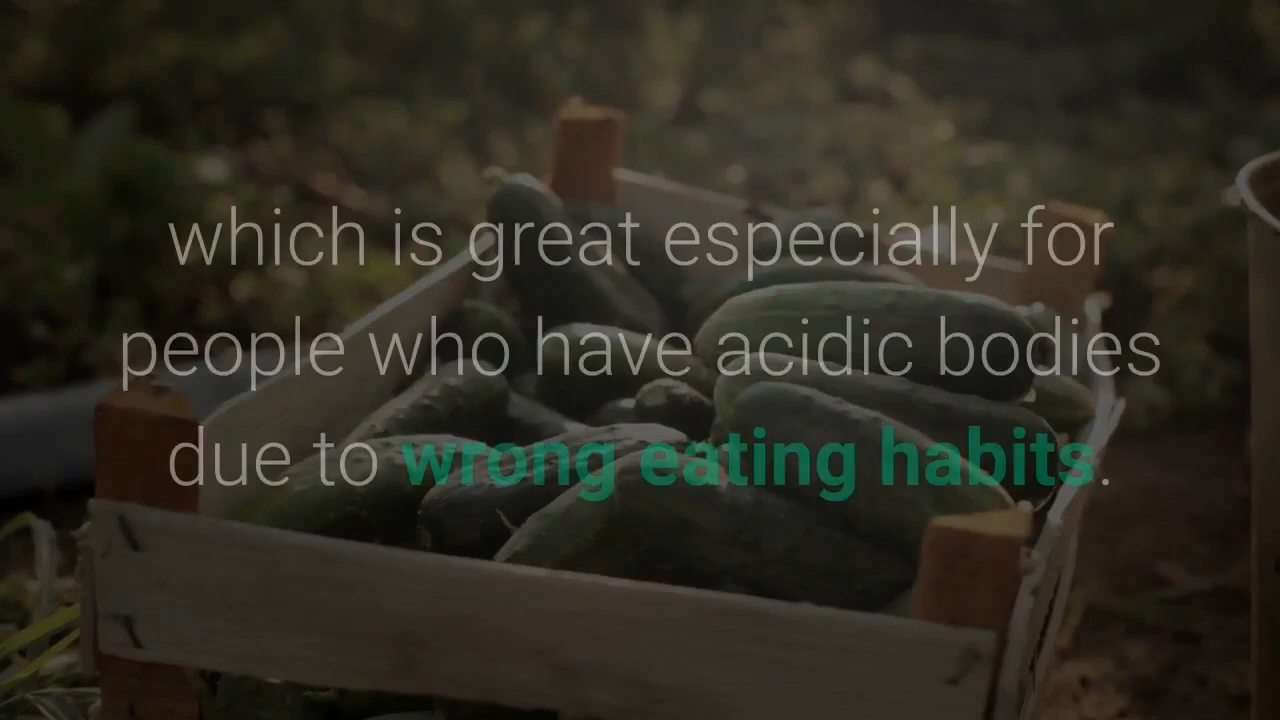 which is great especially for
people who have acidic bodies
due to wrong eating habits.